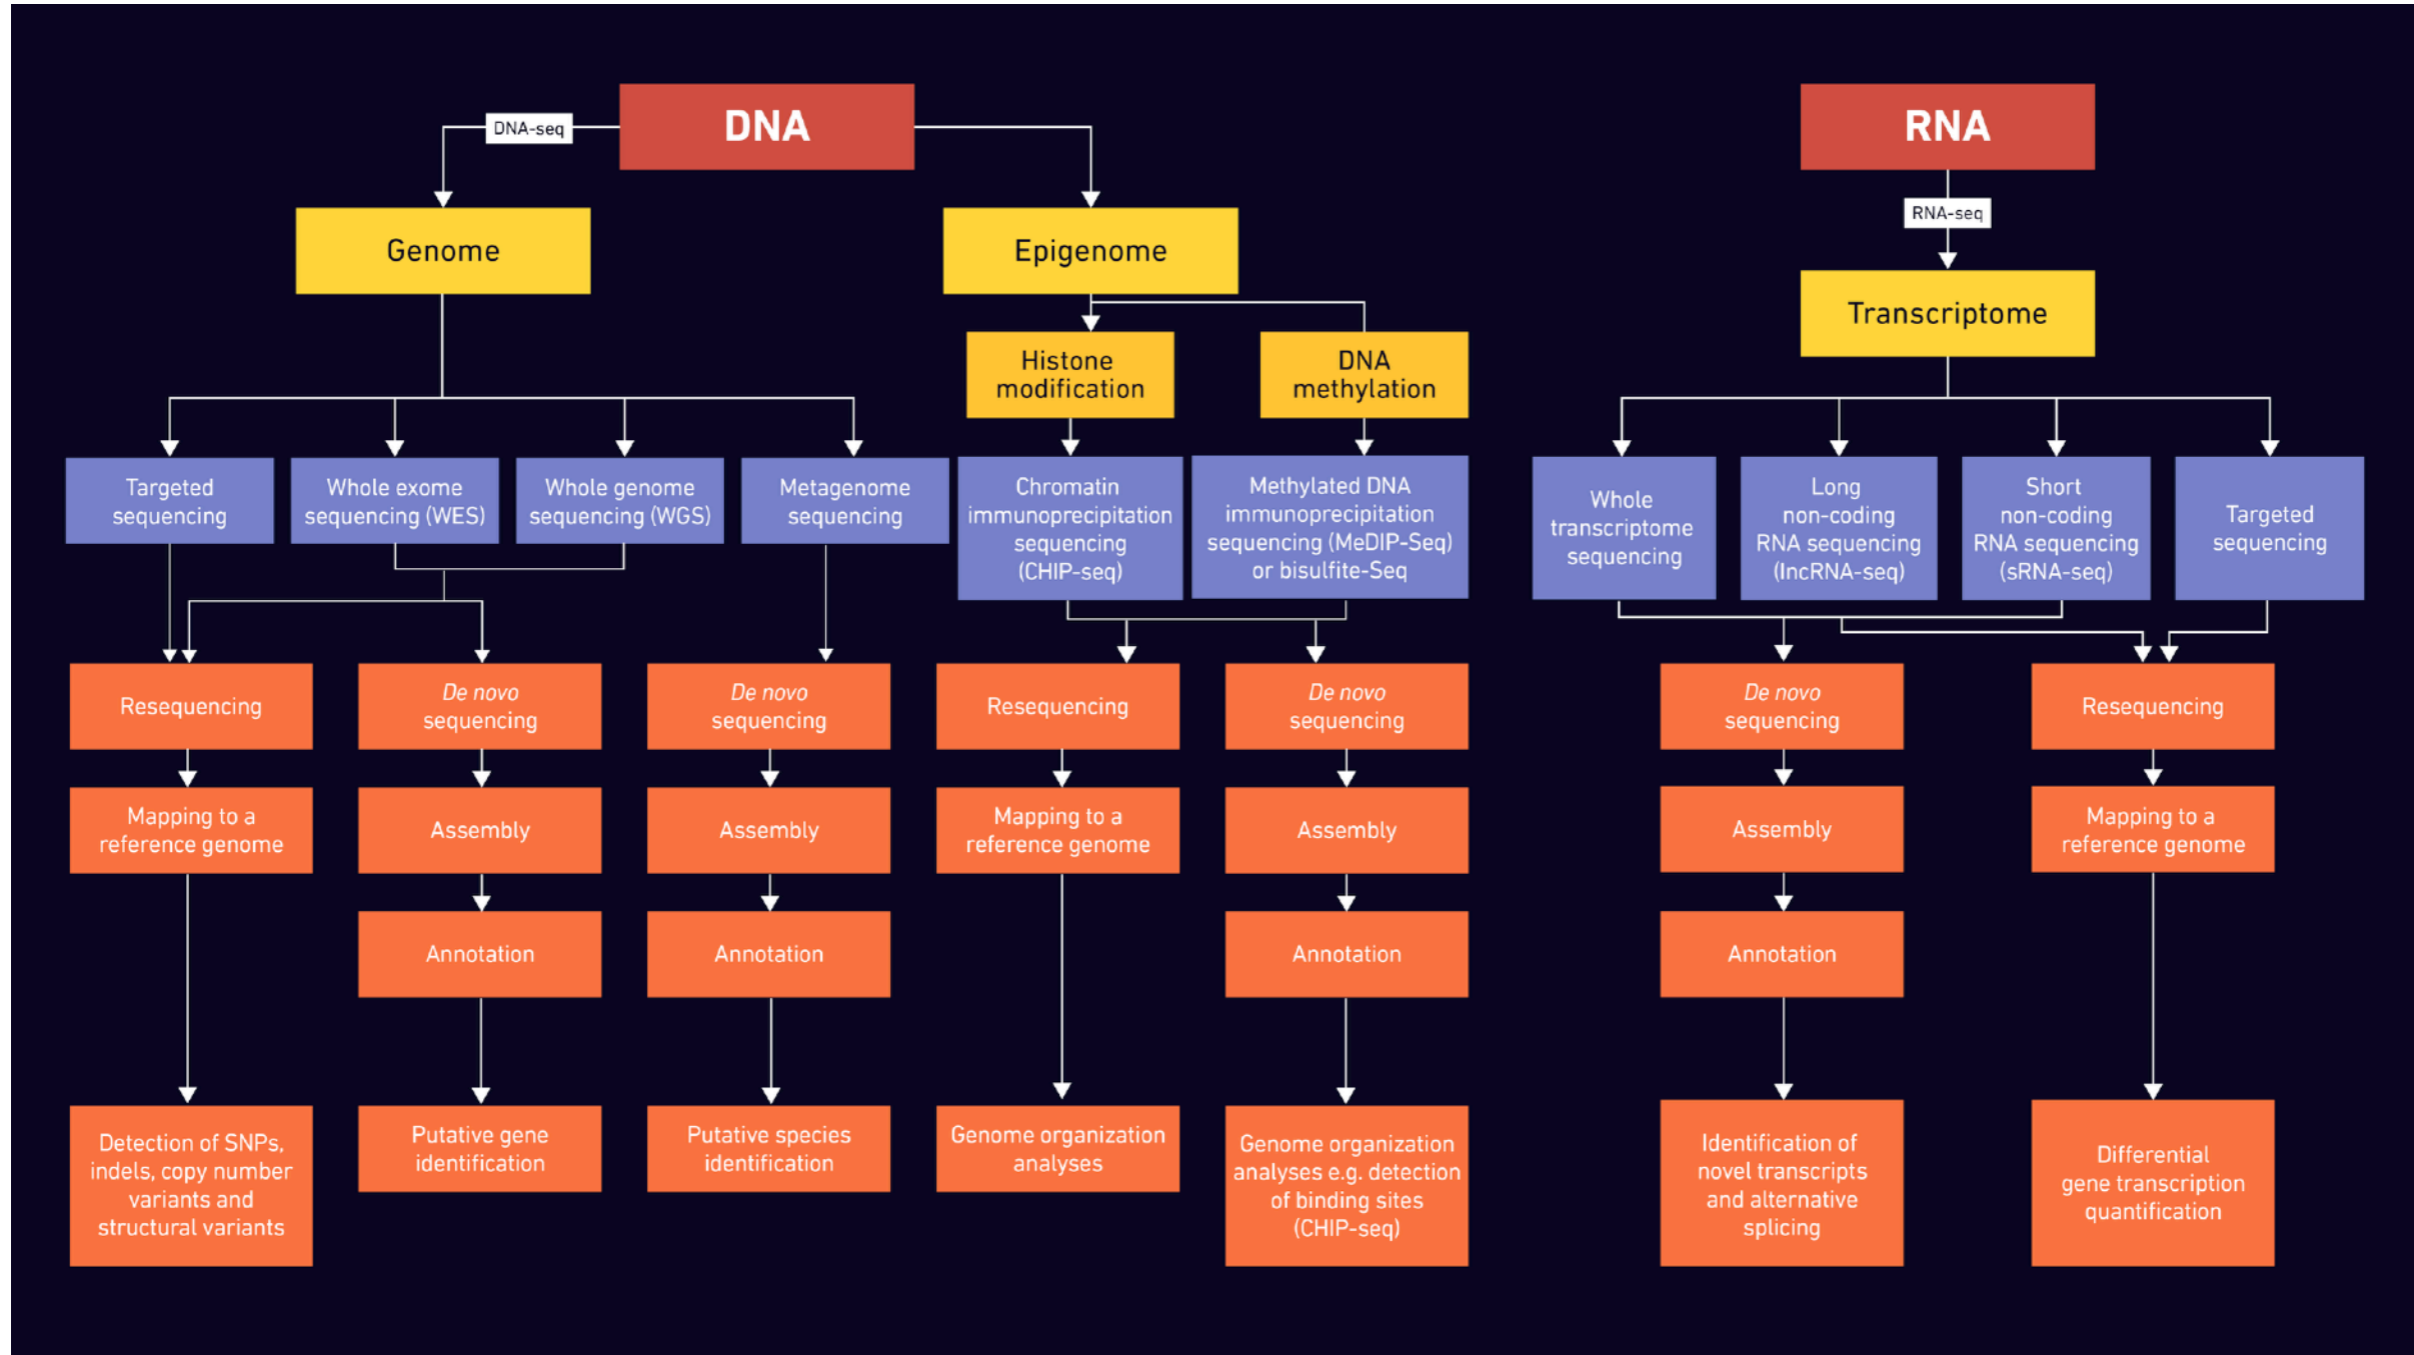 DNA
RNA
DNA-seq
RNA-seq
Genome
Epigenome
Transcriptome
Histone
modification
DNA
methylation
Targeted
sequencing
Whole exome
sequencing (WES)
Whole genome
sequencing (WGS)
Metagenome
sequencing
Chromatin
immunoprecipitation
sequencing
(CHIP-seq)
Methylated DNA
immunoprecipitation
sequencing (MeDIP-Seq)
or bisulfite-Seq
Whole
transcriptome
sequencing
Long
non-coding
RNA sequencing
(lncRNA-seq)
Short
non-coding
RNA sequencing
(sRNA-seq)
Targeted
sequencing
Resequencing
De novo
sequencing
De novo
sequencing
Resequencing
De novo
sequencing
De novo
sequencing
Resequencing
Mapping to a
reference genome
Assembly
Assembly
Mapping to a
reference genome
Assembly
Assembly
Mapping to a
reference genome
Annotation
Annotation
Annotation
Annotation
Detection of SNPs,
indels, copy number
variants and
structural variants
Putative gene
identification
Putative species
identification
Genome organization
analyses
Genome organization
analyses e.g. detection
of binding sites
(CHIP-seq)
Identification of
novel transcripts
and alternative
splicing
Differential
gene transcription
quantification